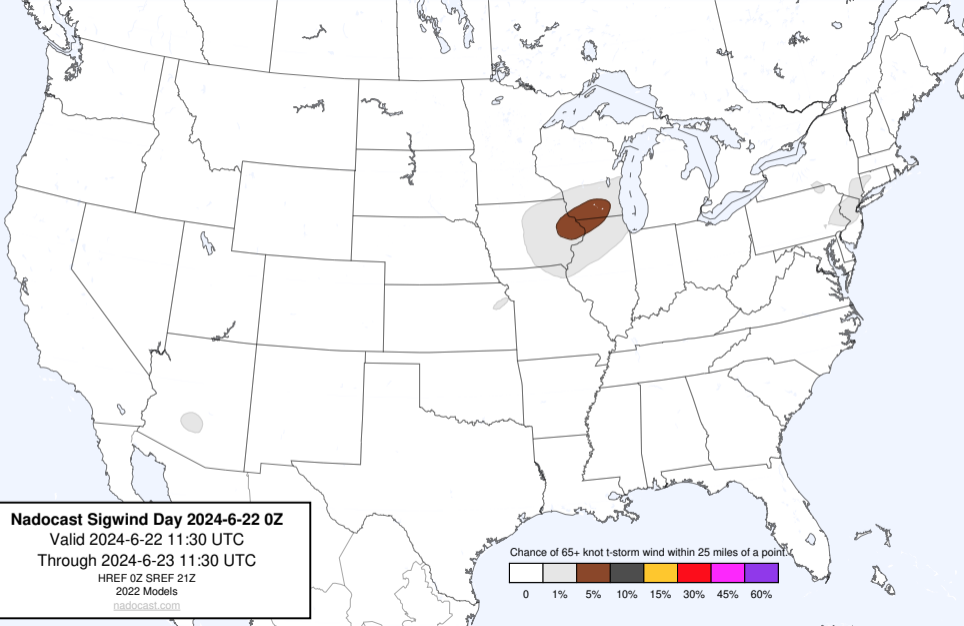 Nadocast Sigwind Day 2024-6-22 0Z
Valid 2024-6-22 11:30 UTC
Through 2024-6-23 11:30 UTC
HREF 0Z SREF 21Z
2022 Models
nadocast.com
Chance of 65+ knot t-storm wind within 25 miles of a point.
0 1% 5% 10% 15% 30% 45% 60%